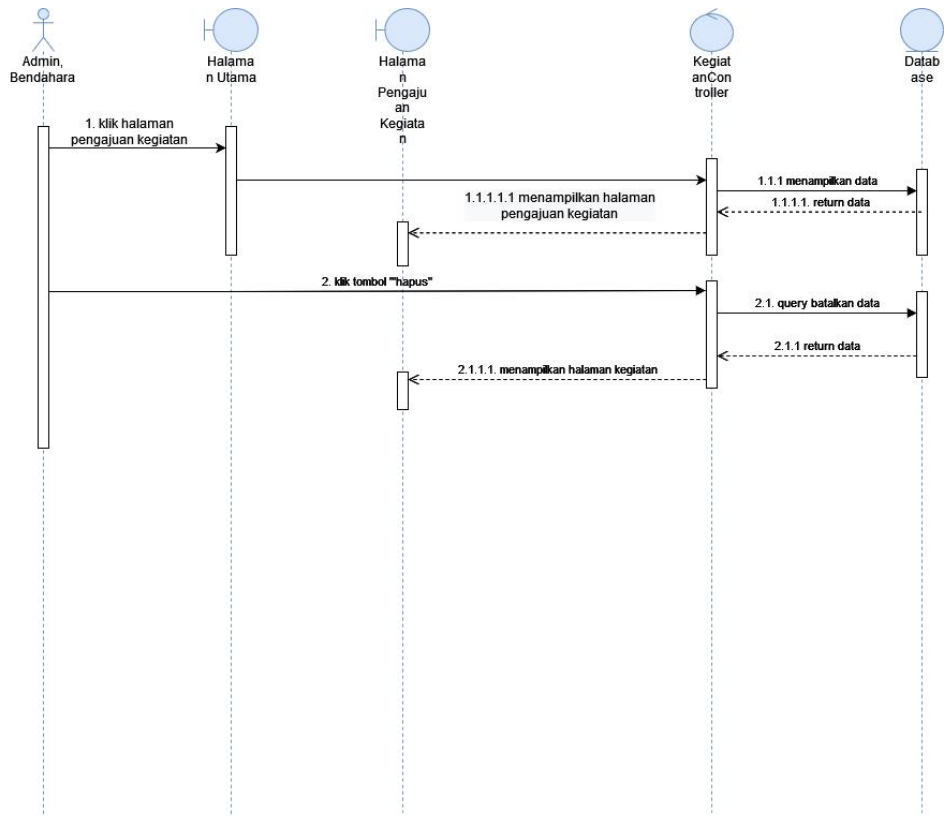 Admin,
Bendahara
Halama
n Utama
Halama
n
Pengaju
an
Kegiata
n
Kegiat
anCon
troller
Datab
ase
1. klik halaman
pengajuan kegiatan
1.1.1 menampilkan data
1.1.1.1. return data
1.1.1.1.1 menampilkan halaman
pengajuan kegiatan
2. klik tombol ""hapus"
2.1. query batalkan data
2.1.1 return data
2.1.1.1. menampilkan halaman kegiatan